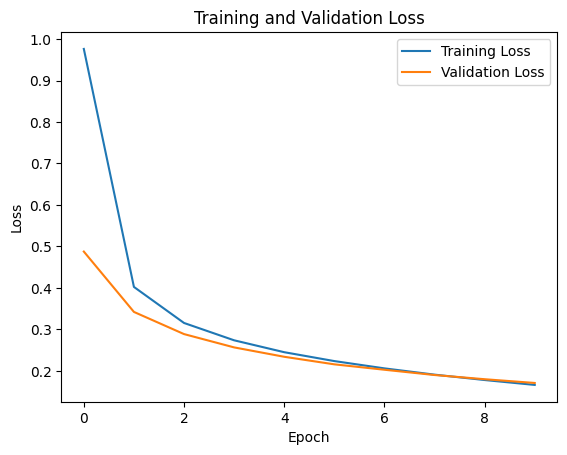 Training and Validation Loss
1.0
0.9
0.8
0.7
0.6
0.5
0.4
0.3
0.2
Loss
Training Loss
Validation Loss
0 2 4 6 8
Epoch